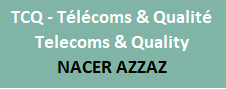 TCQ - Télécoms & Qualité
Telecoms & Quality
NACER AZZAZ